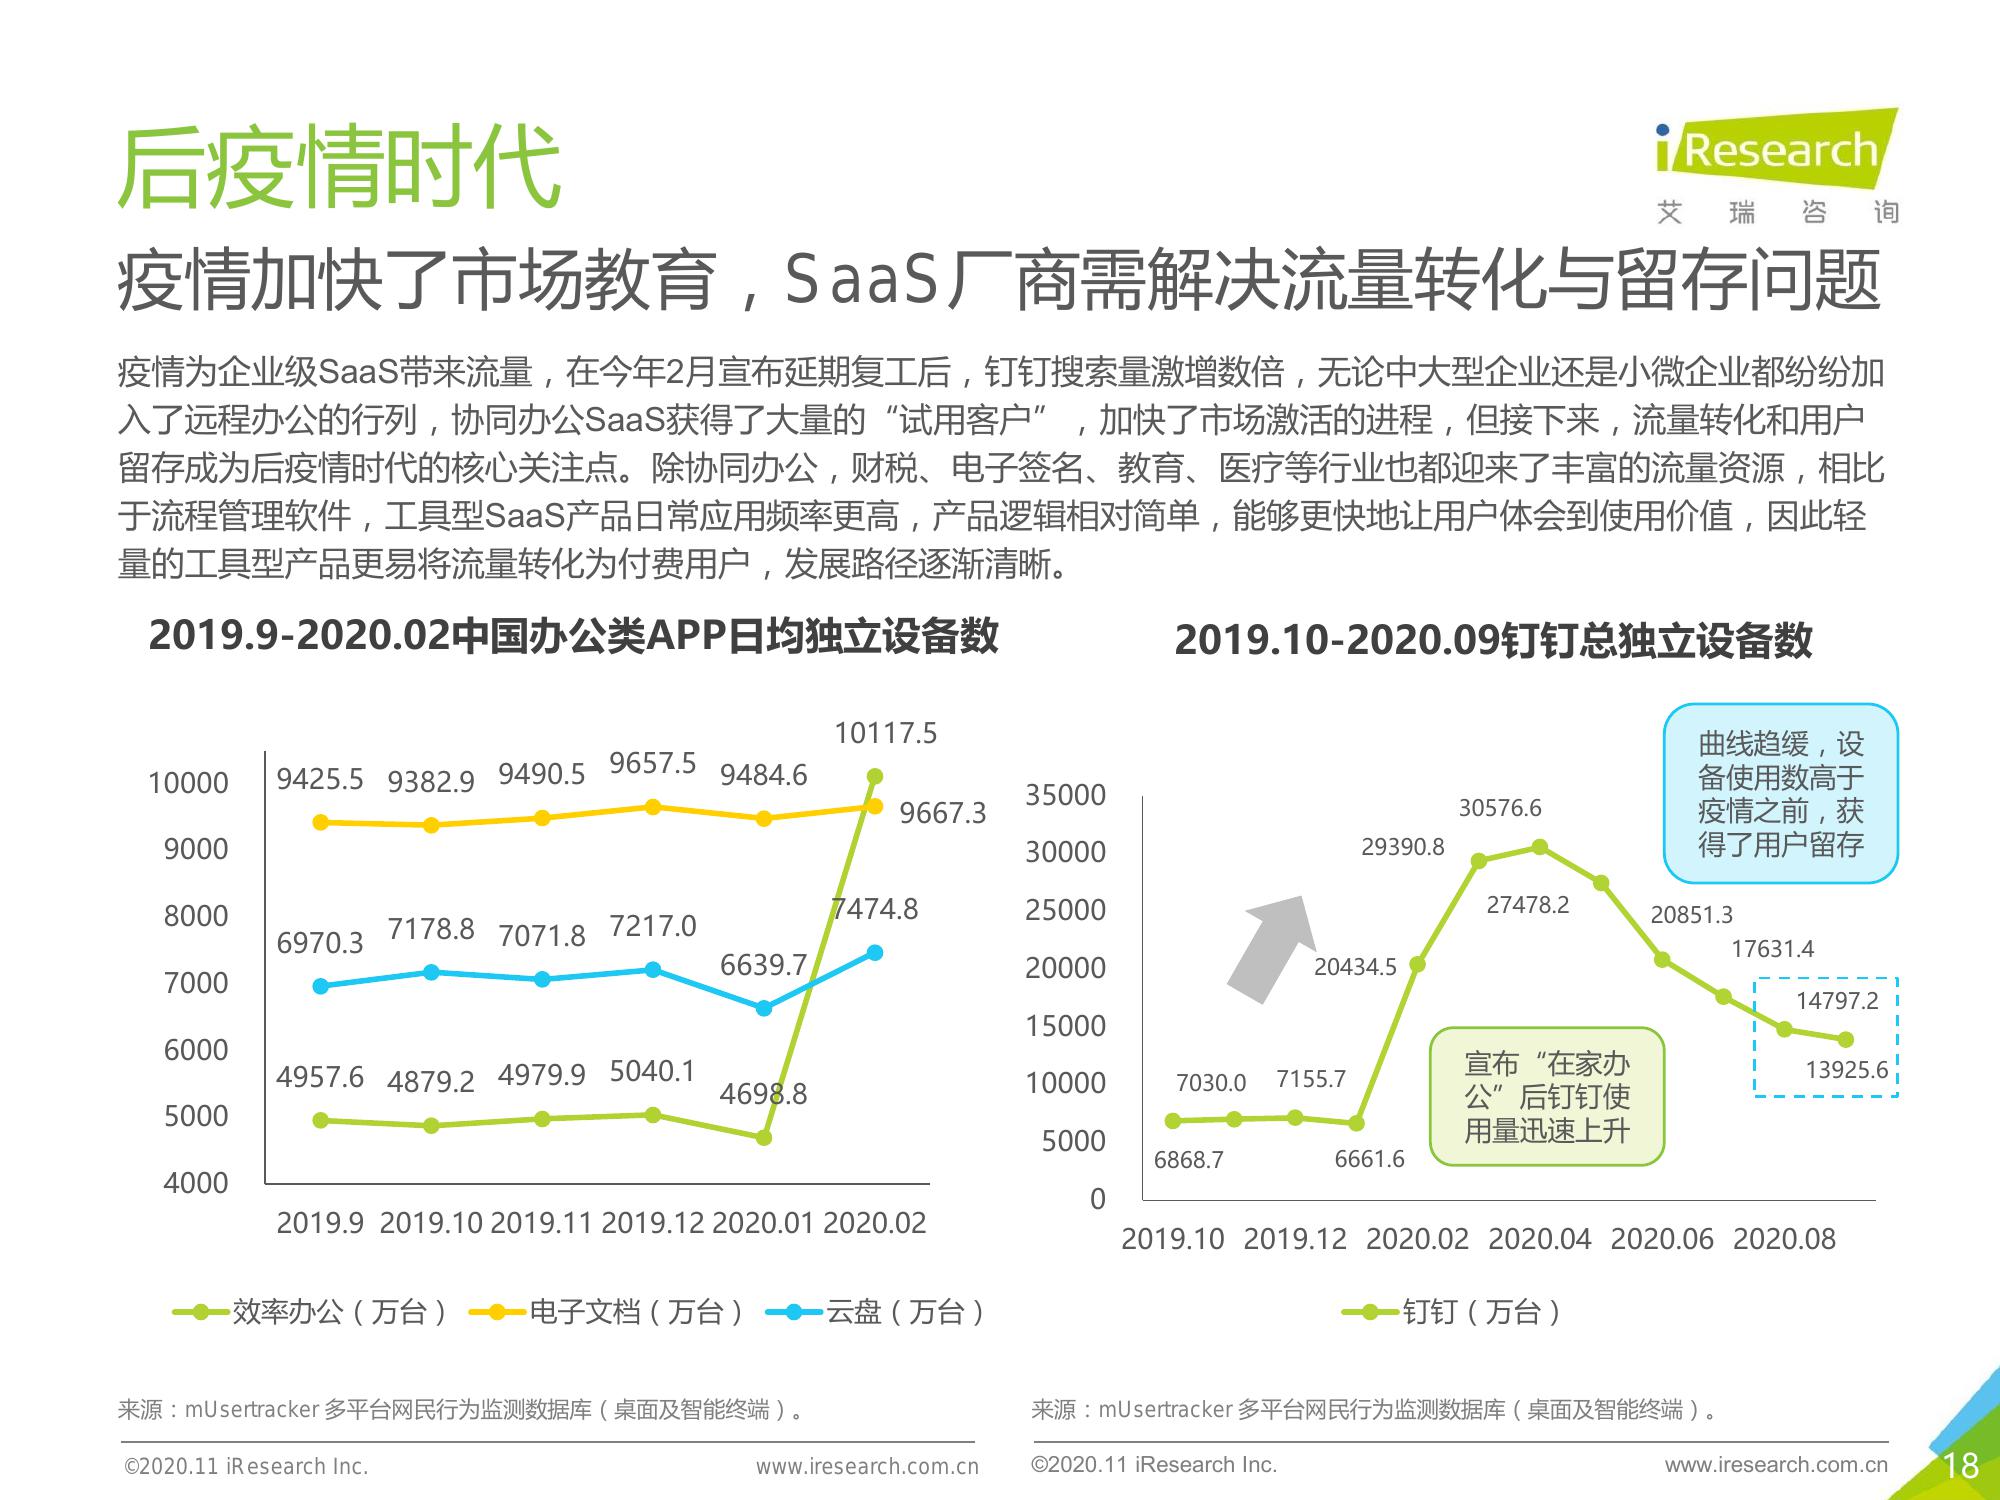 后疫情时代
iResearch
艾瑞咨询
疫情加快了市场教育，SaaS厂商需解决流量转化与留存问题
疫情为企业级SaaS带来流量，在今年2月宣布延期复工后，钉钉搜索量激增数倍，无论中大型企业还是小微企业都纷纷加
入了远程办公的行列，协同办公SaaS获得了大量的“试用客户”，加快了市场激活的进程，但接下来，流量转化和用户
留存成为后疫情时代的核心关注点。除协同办公，财税、电子签名、教育、医疗等行业也都迎来了丰富的流量资源，相比
于流程管理软件，工具型SaaS产品日常应用频率更高，产品逻辑相对简单，能够更快地让用户体会到使用价值，因此轻
量的工具型产品更易将流量转化为付费用户，发展路径逐渐清晰。
2019.9-2020.02中国办公类APP日均独立设备数
10000
9000
8000
7000
6000
5000
4000
9425.5 9382.9 9490.5 9657.5 9484.6 9667.3
6970.3 7178.8 7071.8 7217.0 6639.7 7474.8
4957.6 4879.2 4979.9 5040.1 4698.8 10117.5
2019.9 2019.10 2019.11 2019.12 2020.01 2020.02
效率办公（万台） 电子文档（万台） 云盘（万台）
来源：mUsertracker 多平台网民行为监测数据库（桌面及智能终端）。
©2020.11 iResearch Inc. www.iresearch.com.cn
2019.10-2020.09钉钉总独立设备数
35000
30000
25000
20000
15000
10000
5000
0
6868.7 7030.0 7155.7 6661.6 20434.5 29390.8 30576.6 27478.2 20851.3 17631.4 14797.2 13925.6
曲线趋缓，设
备使用数高于
疫情之前，获
得了用户留存
宣布“在家办
公”后钉钉使
用量迅速上升
2019.10 2019.12 2020.02 2020.04 2020.06 2020.08
钉钉（万台）
来源：mUsertracker 多平台网民行为监测数据库（桌面及智能终端）。
©2020.11 iResearch Inc. www.iresearch.com.cn
18